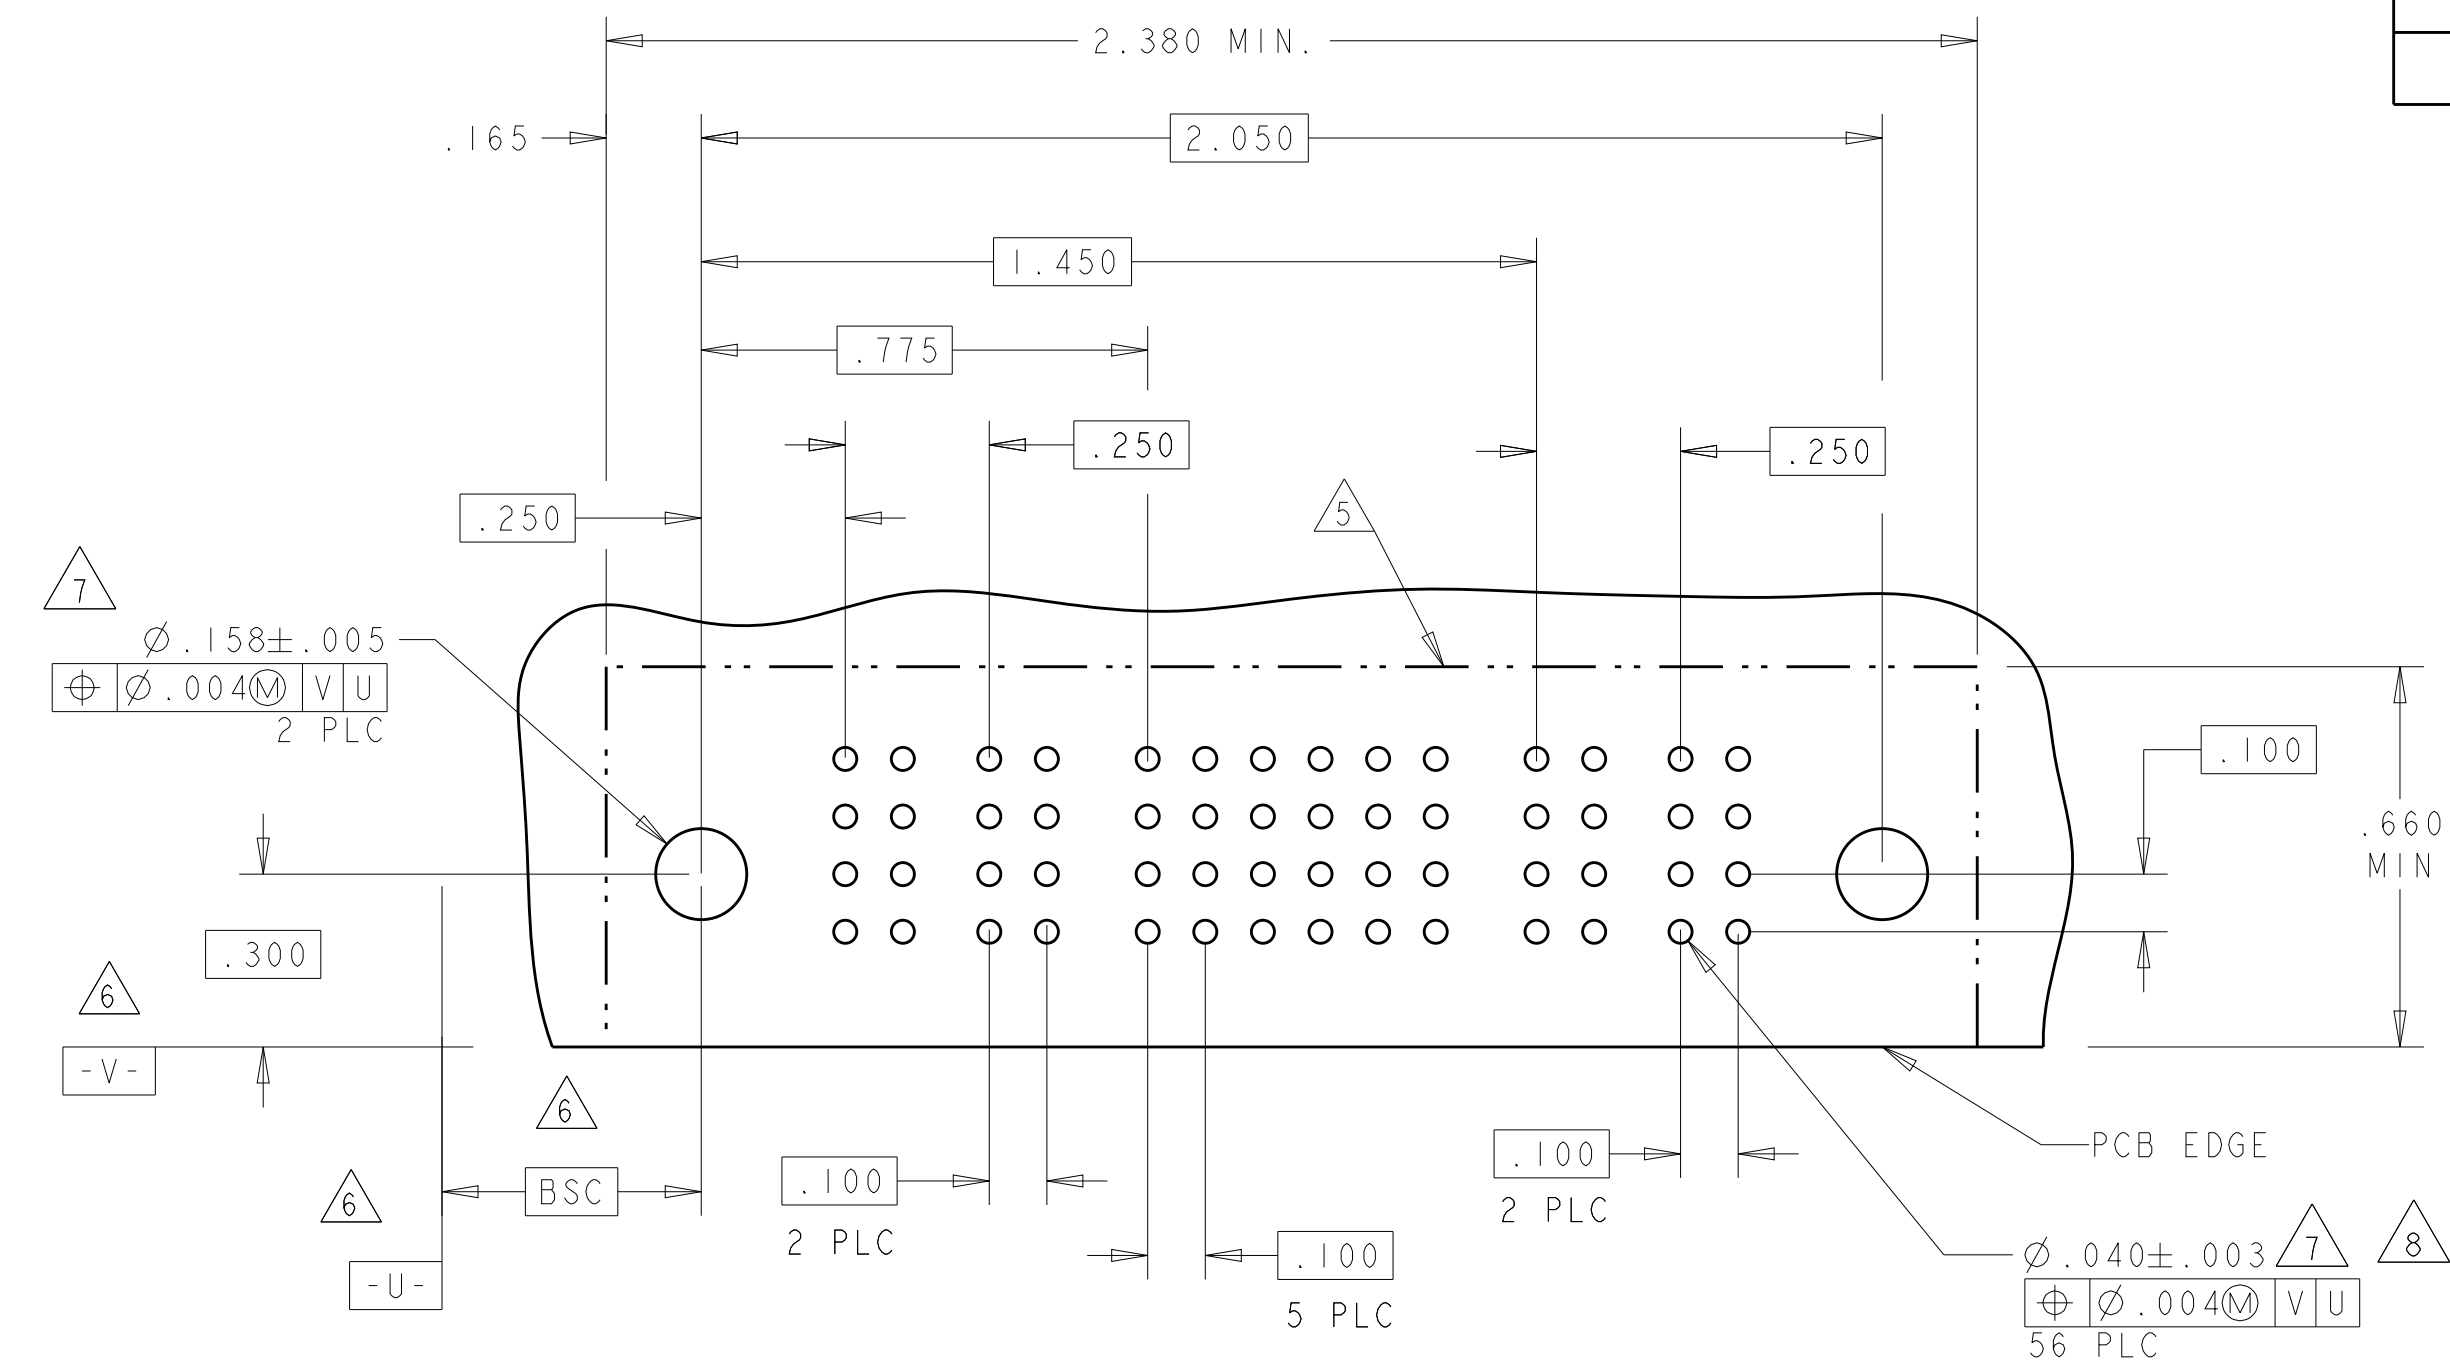 2.380 MIN.
.165
2.050
1.450
.775
.250
.250
.250
5
7
Ø.158±.005
⌖ Ø.004Ⓜ V U
2 PLC
.100
.660
MIN
.300
6
-V-
6
BSC
6
-U-
.100
2 PLC
.100
5 PLC
.100
2 PLC
PCB EDGE
Ø.040±.003 7 8
⌖ Ø.004Ⓜ V U
56 PLC